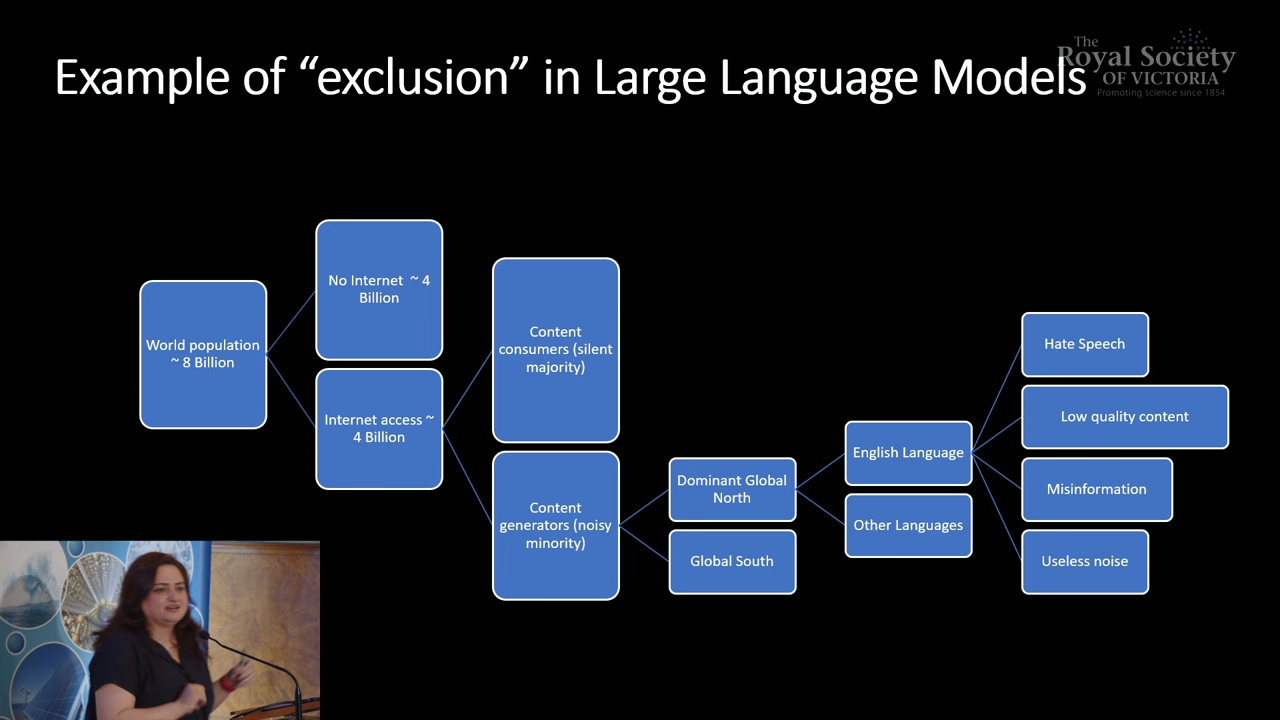 Example of “exclusion” in Large Language Models
The
Royal Society
OF VICTORIA
Promoting science since 1854
World population
~ 8 Billion
No Internet ~ 4
Billion
Internet access ~
4 Billion
Content
consumers (silent
majority)
Content
generators (noisy
minority)
Dominant Global
North
Global South
English Language
Other Languages
Hate Speech
Low quality content
Misinformation
Useless noise